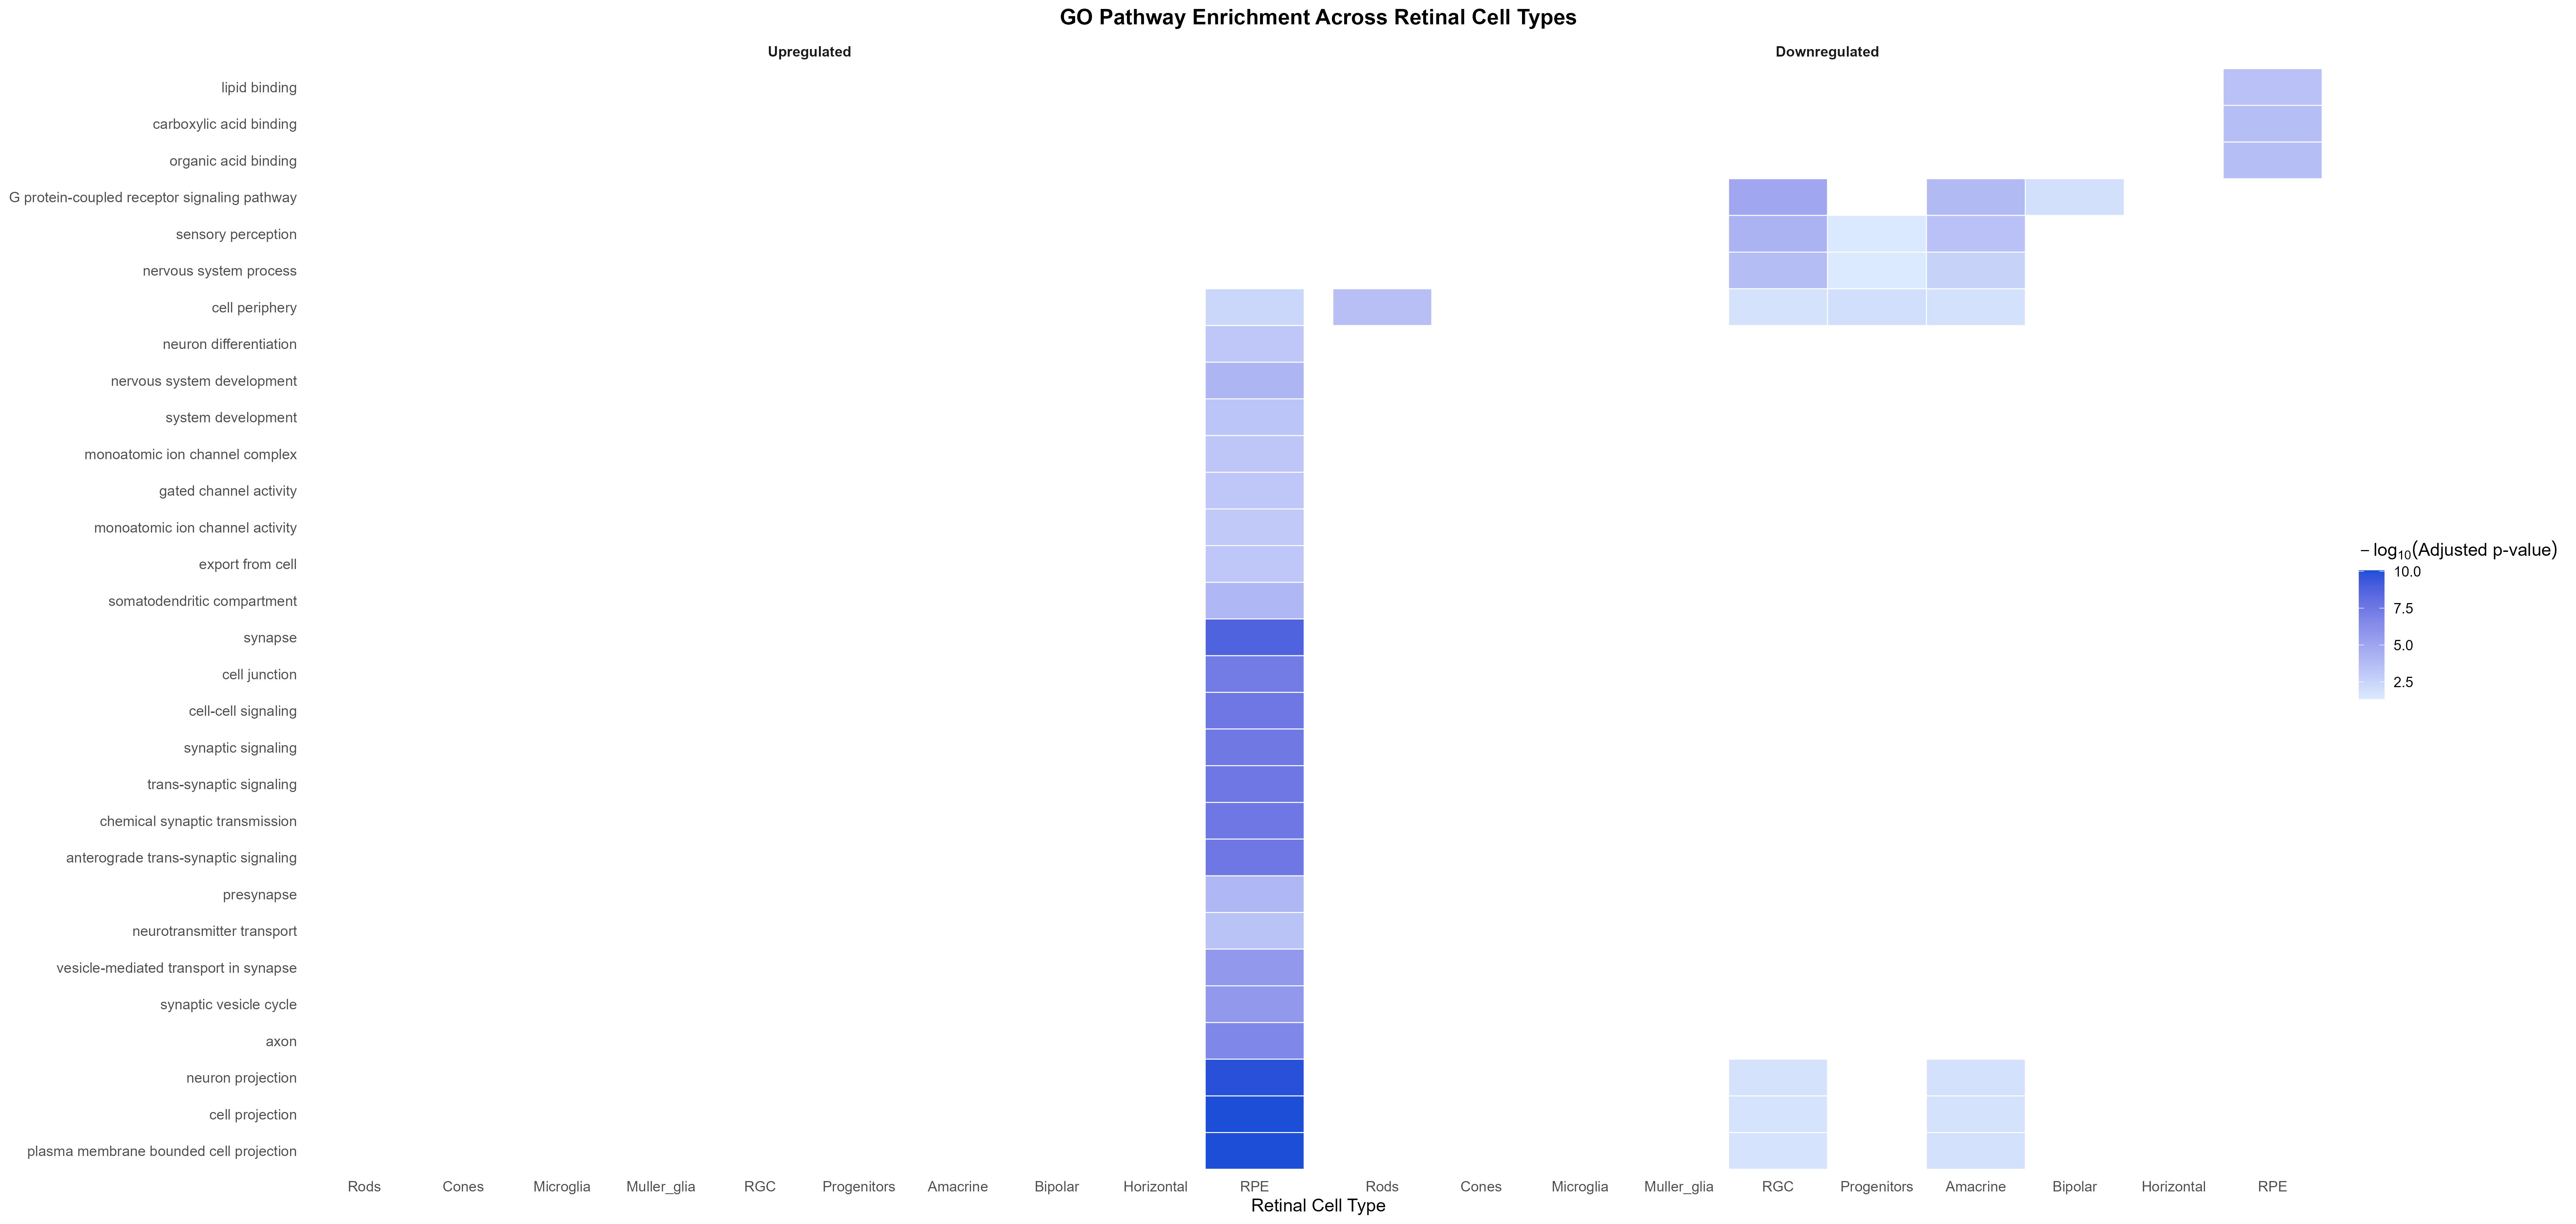 GO Pathway Enrichment Across Retinal Cell Types
Upregulated
Downregulated
lipid binding
carboxylic acid binding
organic acid binding
G protein-coupled receptor signaling pathway
sensory perception
nervous system process
cell periphery
neuron differentiation
nervous system development
system development
monoatomic ion channel complex
gated channel activity
monoatomic ion channel activity
export from cell
somatodendritic compartment
synapse
cell junction
cell-cell signaling
synaptic signaling
trans-synaptic signaling
chemical synaptic transmission
anterograde trans-synaptic signaling
presynapse
neurotransmitter transport
vesicle-mediated transport in synapse
synaptic vesicle cycle
axon
neuron projection
cell projection
plasma membrane bounded cell projection
Rods Cones Microglia Muller_glia RGC Progenitors Amacrine Bipolar Horizontal RPE Rods Cones Microglia Muller_glia RGC Progenitors Amacrine Bipolar Horizontal RPE
Retinal Cell Type
− log₁₀(Adjusted p-value)
10.0
7.5
5.0
2.5